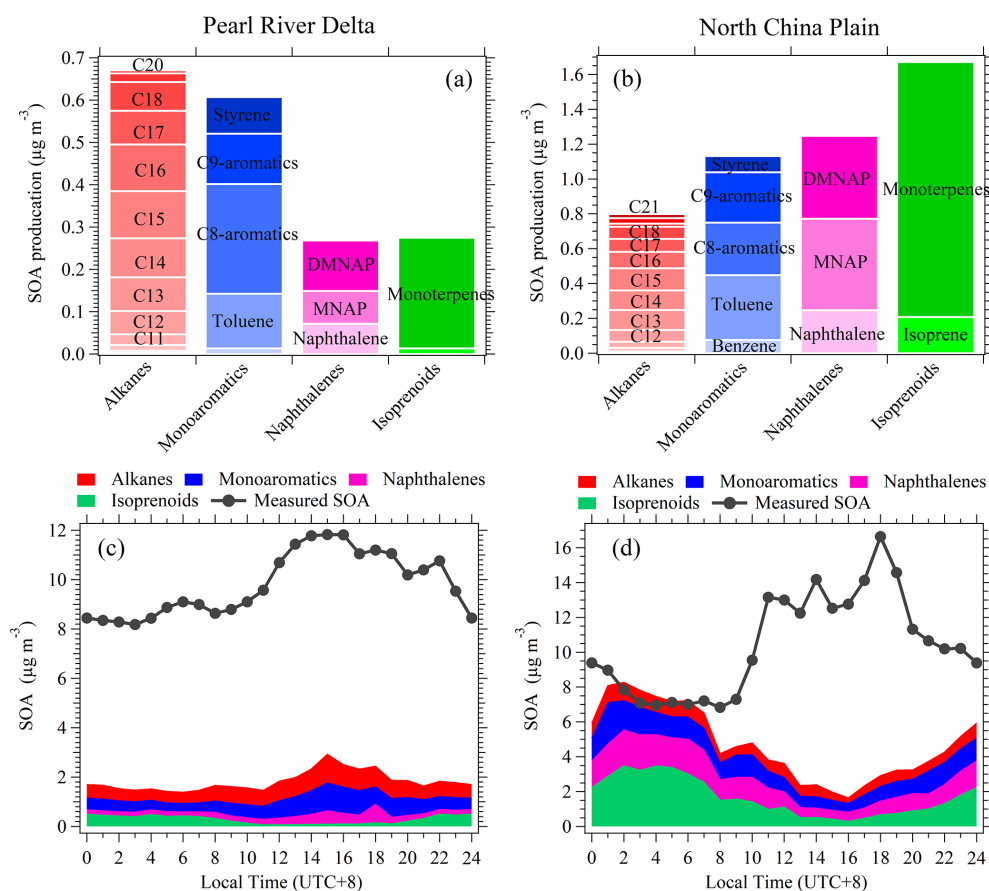 Pearl River Delta
North China Plain
(a)
SOA producation (µg m⁻³)
0.7
0.6
0.5
0.4
0.3
0.2
0.1
0.0
C20
C18
C17
C16
C15
C14
C13
C12
C11
Styrene
C9-aromatics
C8-aromatics
Toluene
DMNAP
MNAP
Naphthalene
Monoterpenes
Alkanes
Monoaromatics
Naphthalenes
Isoprenoids
(b)
SOA producation (µg m⁻³)
1.6
1.4
1.2
1.0
0.8
0.6
0.4
0.2
0.0
C21
C18
C17
C16
C15
C14
C13
C12
Styrene
C9-aromatics
C8-aromatics
Toluene
Benzene
DMNAP
MNAP
Naphthalene
Monoterpenes
Isoprene
Alkanes
Monoaromatics
Naphthalenes
Isoprenoids
Alkanes Monoaromatics Naphthalenes
Isoprenoids Measured SOA
(c)
SOA (µg m⁻³)
12
10
8
6
4
2
0
0 2 4 6 8 10 12 14 16 18 20 22 24
Local Time (UTC+8)
Alkanes Monoaromatics Naphthalenes
Isoprenoids Measured SOA
(d)
SOA (µg m⁻³)
16
14
12
10
8
6
4
2
0
0 2 4 6 8 10 12 14 16 18 20 22 24
Local Time (UTC+8)